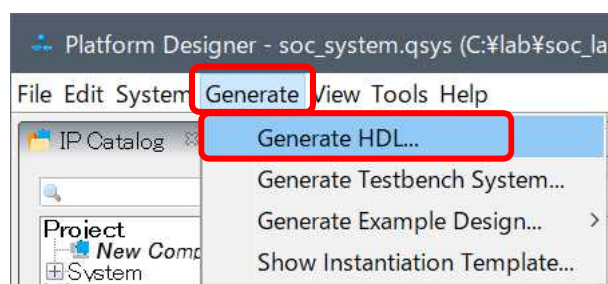 Platform Designer - soc_system.qsys (C:¥lab¥soc_la
File Edit System Generate View Tools Help
IP Catalog
Generate HDL...
Generate Testbench System...
Project
Generate Example Design...
New Comp
System
Show Instantiation Template...